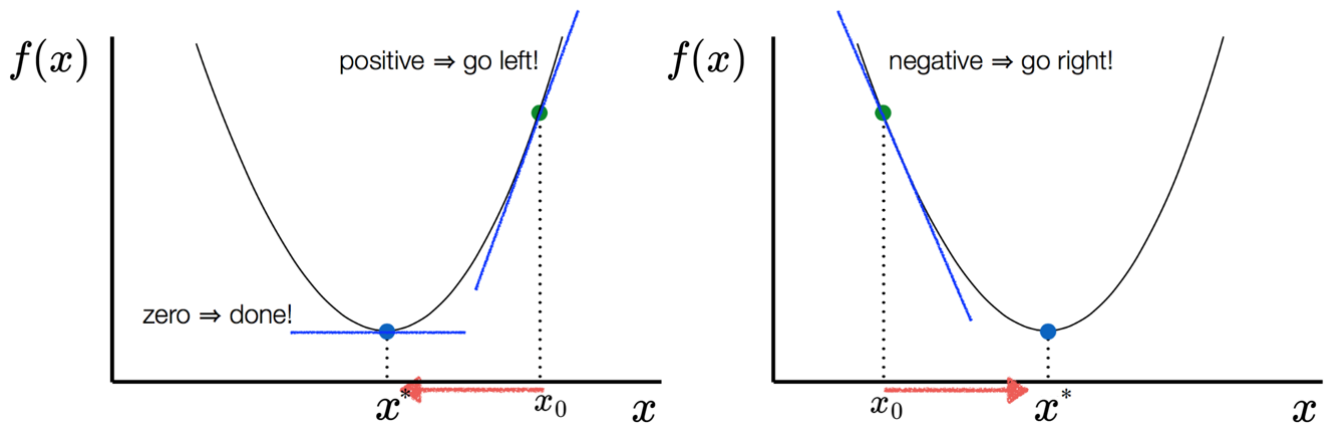 f(x)
positive ⇒ go left!
zero ⇒ done!
x*
x₀
x
f(x)
negative ⇒ go right!
x₀
x*
x